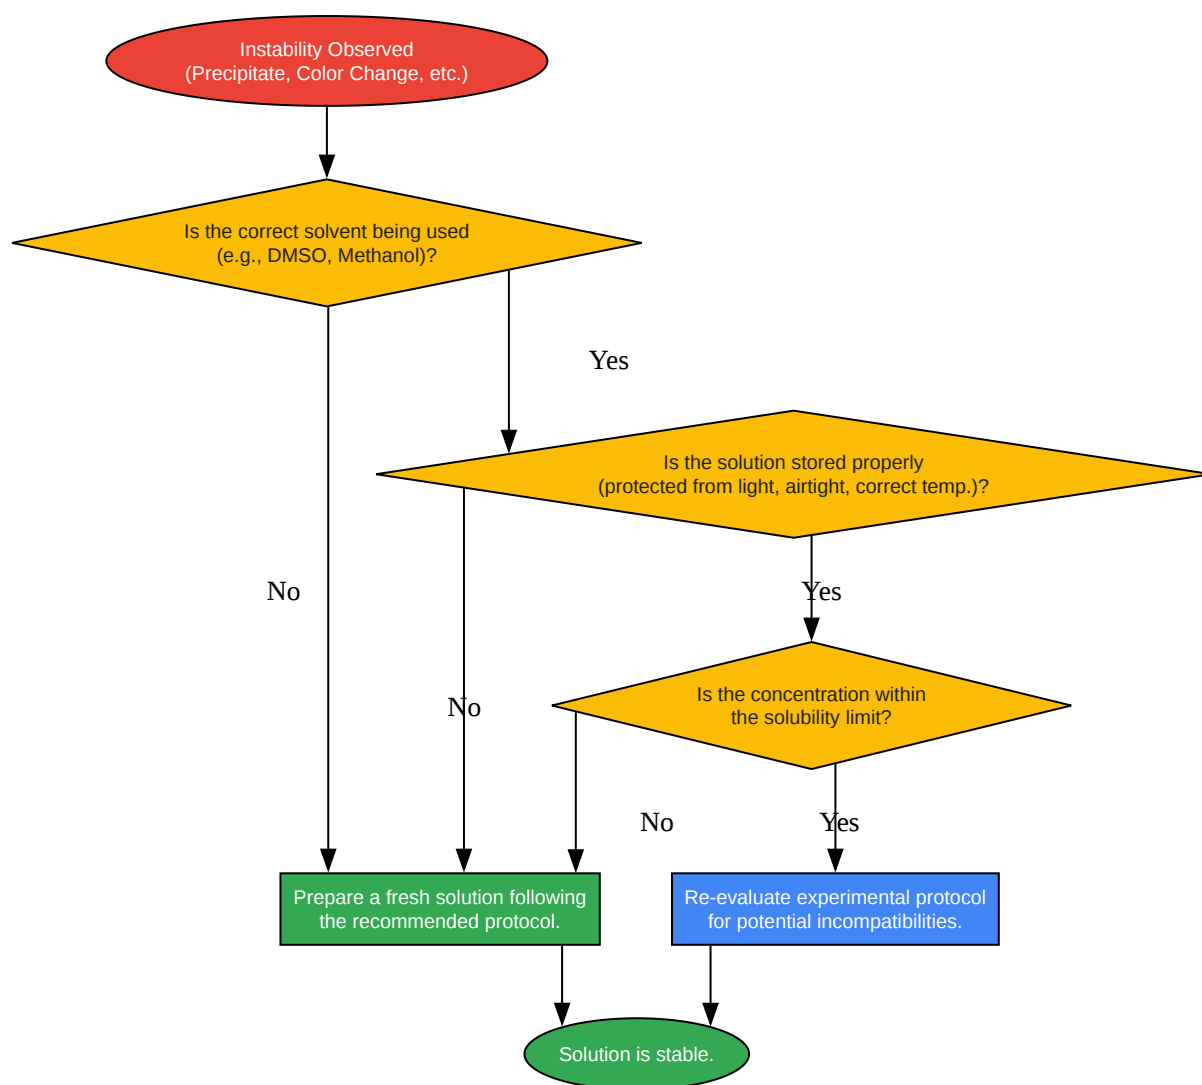 Instability Observed
(Precipitate, Color Change, etc.)
Is the correct solvent being used
(e.g., DMSO, Methanol)?
Yes
Is the solution stored properly
(protected from light, airtight, correct temp.)?
No
Yes
Is the concentration within
the solubility limit?
No
No
Yes
Prepare a fresh solution following
the recommended protocol.
Re-evaluate experimental protocol
for potential incompatibilities.
Solution is stable.